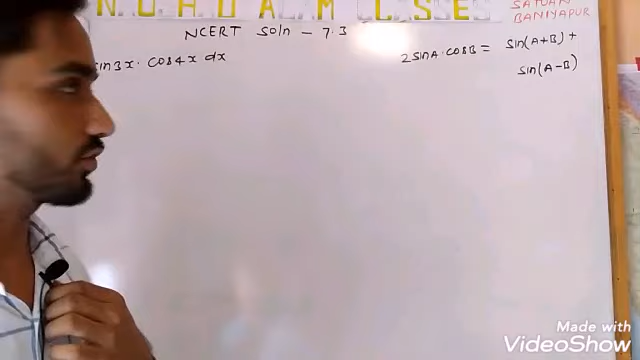 SATUAN
BANIYAPUR
NCERT Soln - 7.3
sin3x · cos4x dx
2sinA · cosB = sin(A+B) +
sin(A-B)
Made with
VideoShow